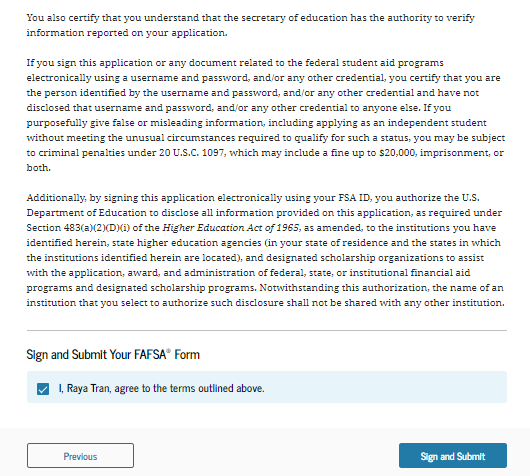 You also certify that you understand that the secretary of education has the authority to verify
information reported on your application.
If you sign this application or any document related to the federal student aid programs
electronically using a username and password, and/or any other credential, you certify that you are
the person identified by the username and password, and/or any other credential and have not
disclosed that username and password, and/or any other credential to anyone else. If you
purposefully give false or misleading information, including applying as an independent student
without meeting the unusual circumstances required to qualify for such a status, you may be subject
to criminal penalties under 20 U.S.C. 1097, which may include a fine up to $20,000, imprisonment, or
both.
Additionally, by signing this application electronically using your FSA ID, you authorize the U.S.
Department of Education to disclose all information provided on this application, as required under
Section 483(a)(2)(D)(i) of the Higher Education Act of 1965, as amended, to the institutions you have
identified herein, state higher education agencies (in your state of residence and the states in which
the institutions identified herein are located), and designated scholarship organizations to assist
with the application, award, and administration of federal, state, or institutional financial aid
programs and designated scholarship programs. Notwithstanding this authorization, the name of an
institution that you select to authorize such disclosure shall not be shared with any other institution.
Sign and Submit Your FAFSA® Form
I, Raya Tran, agree to the terms outlined above.
Previous
Sign and Submit